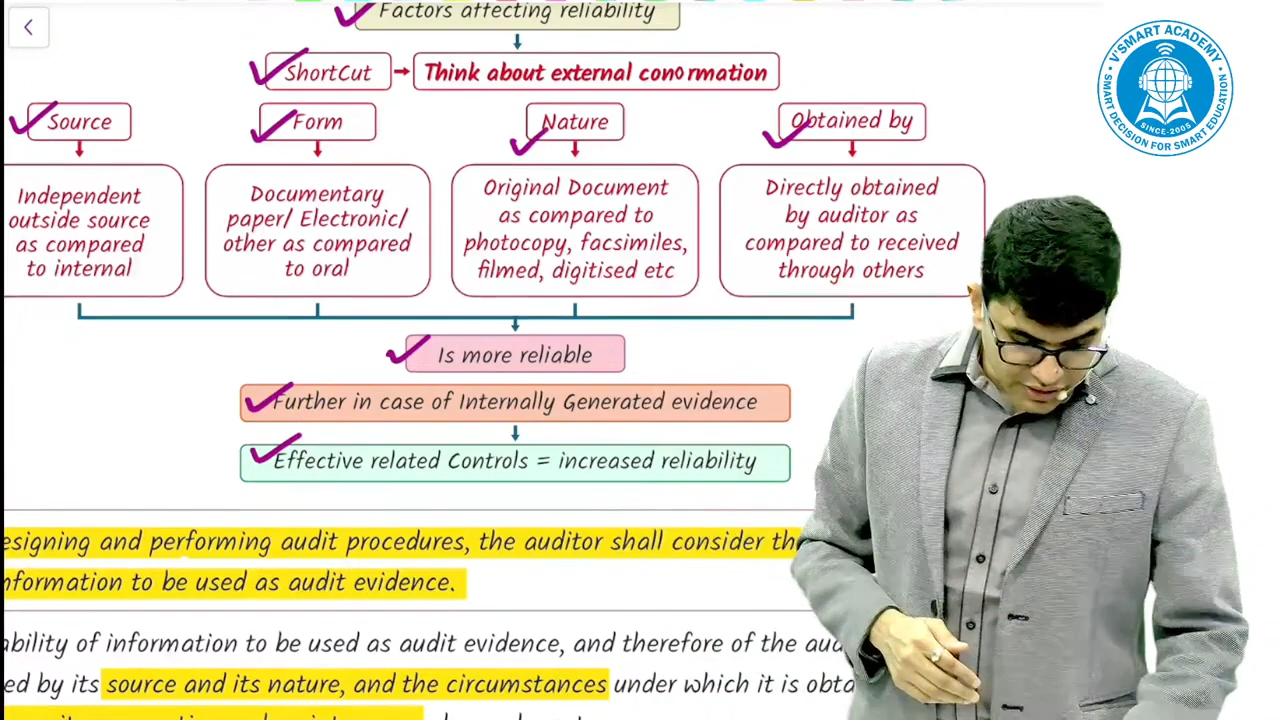 Factors affecting reliability
ShortCut
Think about external conormation
Source
Form
Nature
Obtained by
Independent
outside source
as compared
to internal
Documentary
paper/ Electronic/
other as compared
to oral
Original Document
as compared to
photocopy, facsimiles,
filmed, digitised etc
Directly obtained
by auditor as
compared to received
through others
Is more reliable
Further in case of Internally Generated evidence
Effective related Controls = increased reliability
esigning and performing audit procedures, the auditor shall consider th
nformation to be used as audit evidence.
ability of information to be used as audit evidence, and therefore of the aud
ed by its source and its nature, and the circumstances under which it is obta
V'SMART ACADEMY
SINCE-2005
SMART DECISION FOR SMART EDUCATION